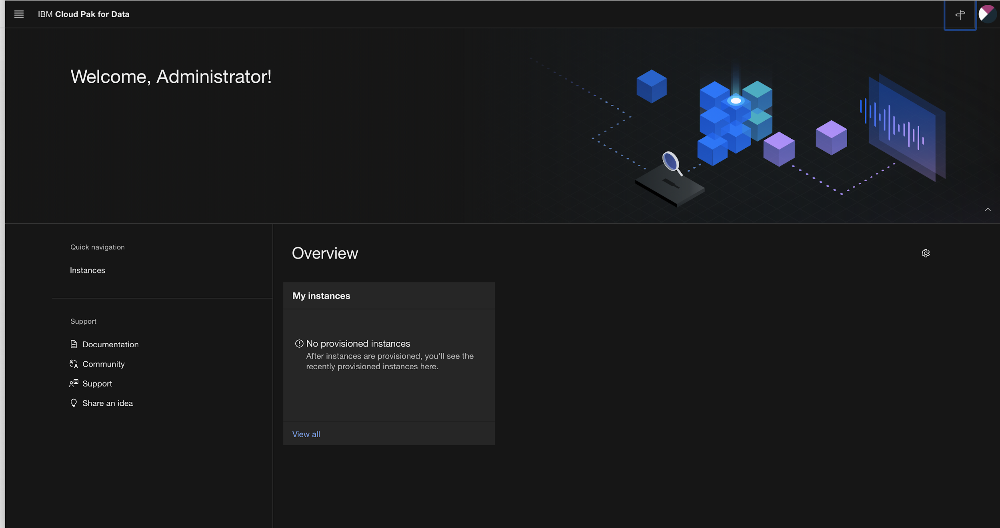 IBM Cloud Pak for Data
Welcome, Administrator!
Quick navigation
Instances
Support
Documentation
Community
Support
Share an idea
Overview
My instances
No provisioned instances
After instances are provisioned, you'll see the
recently provisioned instances here.
View all